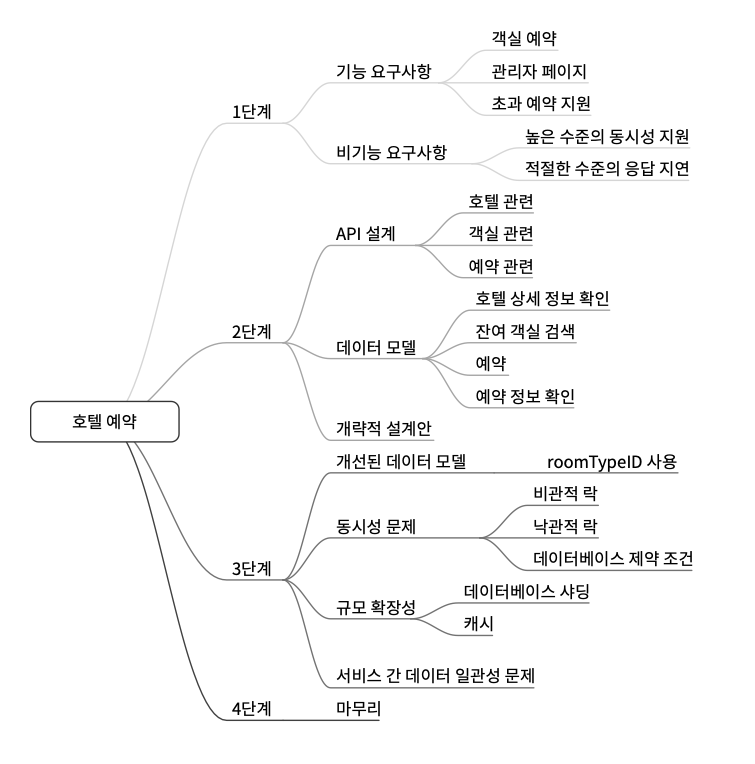 호텔 예약
1단계
기능 요구사항
객실 예약
관리자 페이지
초과 예약 지원
비기능 요구사항
높은 수준의 동시성 지원
적절한 수준의 응답 지연
2단계
API 설계
호텔 관련
객실 관련
예약 관련
데이터 모델
호텔 상세 정보 확인
잔여 객실 검색
예약
예약 정보 확인
개략적 설계안
3단계
개선된 데이터 모델
roomTypeID 사용
동시성 문제
비관적 락
낙관적 락
데이터베이스 제약 조건
규모 확장성
데이터베이스 샤딩
캐시
서비스 간 데이터 일관성 문제
4단계
마무리